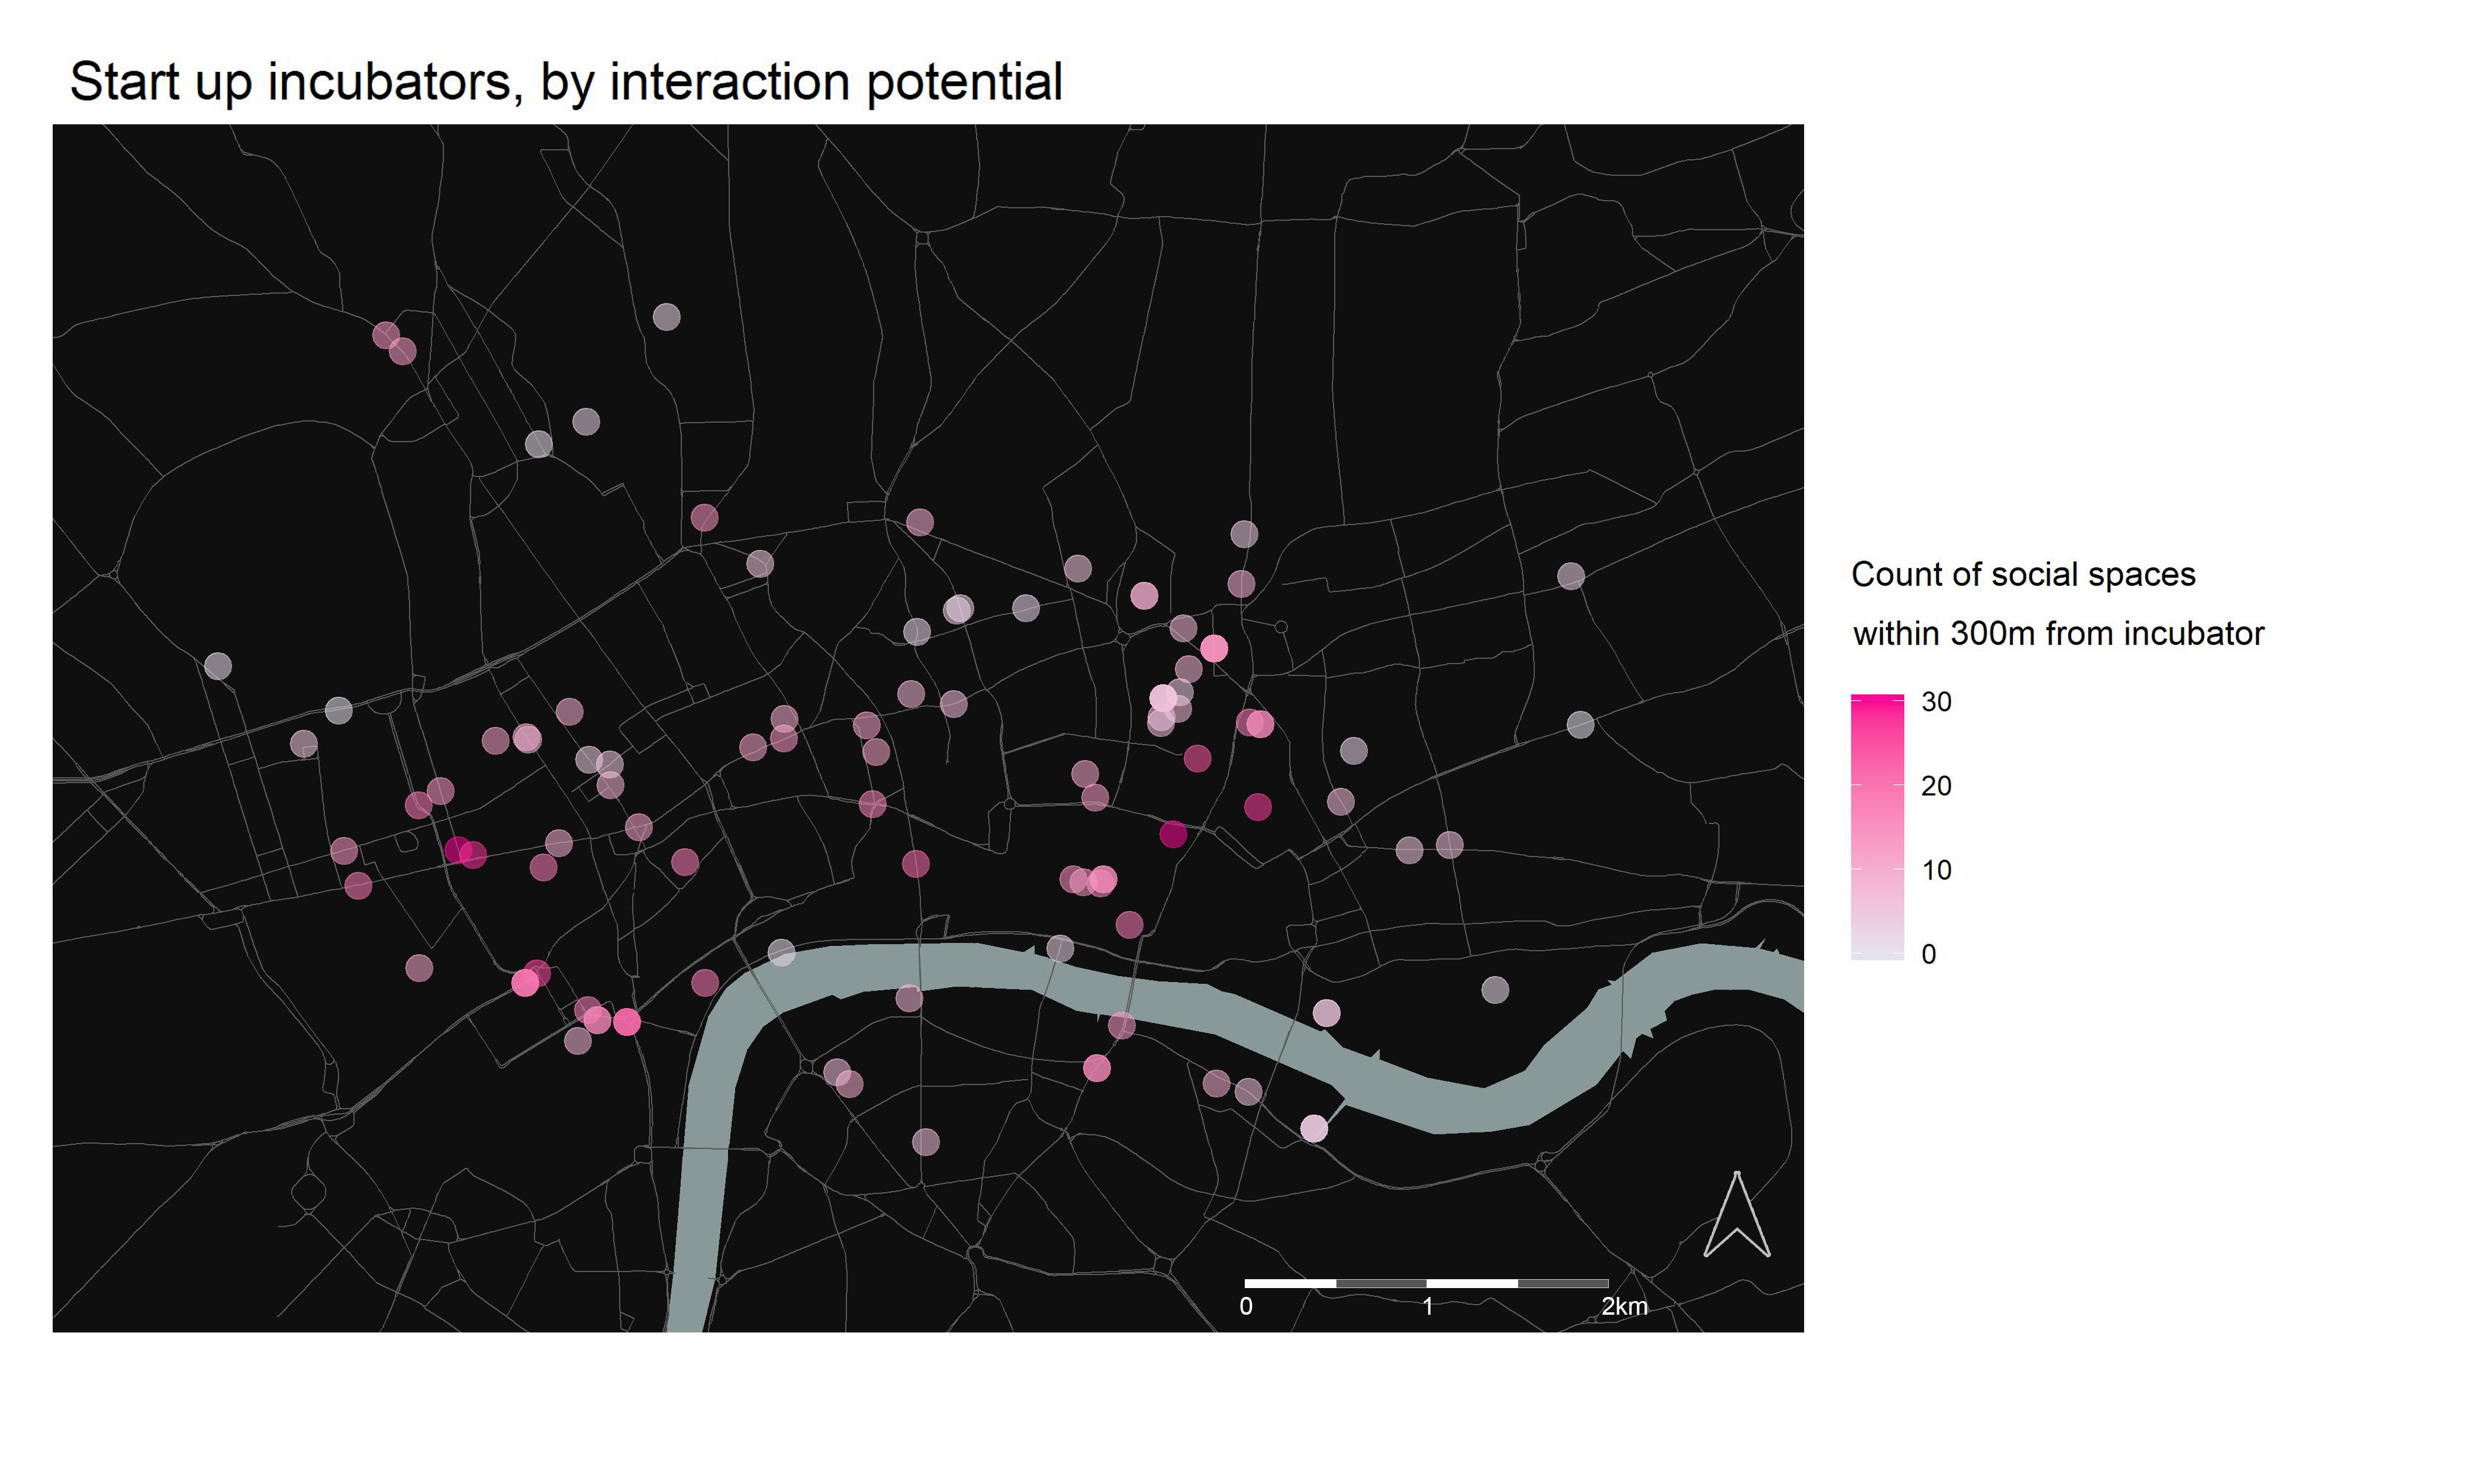 Start up incubators, by interaction potential
Count of social spaces
within 300m from incubator
30
20
10
0
0 1 2km